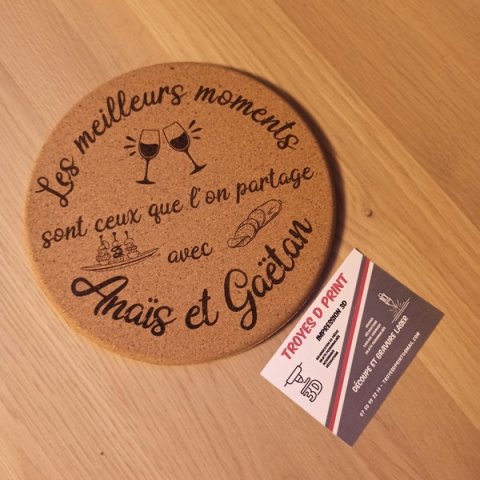 Les meilleurs moments
sont ceux que l'on partage
avec
Anaïs et Gaëtan
TROYES D PRINT
IMPRESSION 3D
3D
DÉCOUPE ET GRAVURE LASER